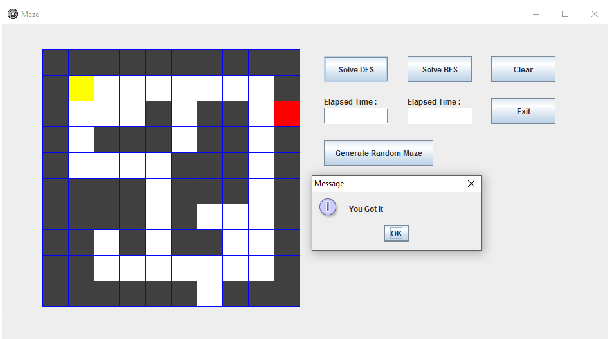 Maze
Solve DFS
Solve BFS
Clear
Elapsed Time :
Elapsed Time :
Exit
Generate Random Maze
Message
You Got it
OK